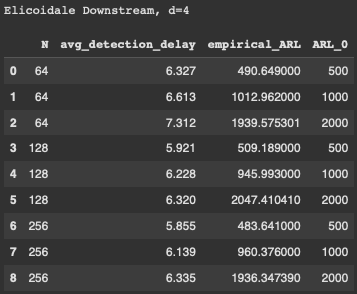 Elicoidale Downstream, d=4
N avg_detection_delay empirical_ARL ARL_0
0 64 6.327 490.649000 500
1 64 6.613 1012.962000 1000
2 64 7.312 1939.575301 2000
3 128 5.921 509.189000 500
4 128 6.228 945.993000 1000
5 128 6.320 2047.410410 2000
6 256 5.855 483.641000 500
7 256 6.139 960.376000 1000
8 256 6.335 1936.347390 2000